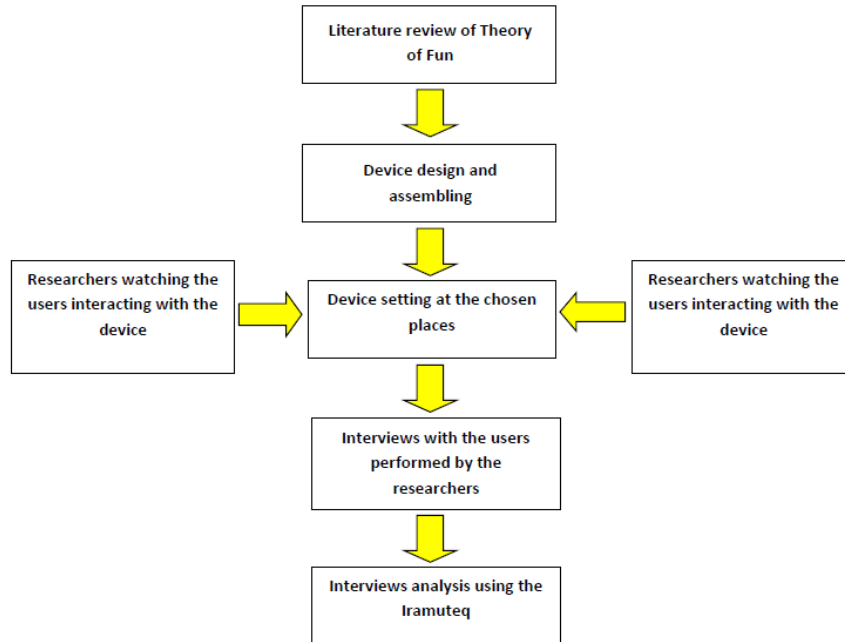 Literature review of Theory
of Fun
Device design and
assembling
Researchers watching the
users interacting with the
device
Device setting at the chosen
places
Researchers watching the
users interacting with the
device
Interviews with the users
performed by the
researchers
Interviews analysis using the
Iramuteq